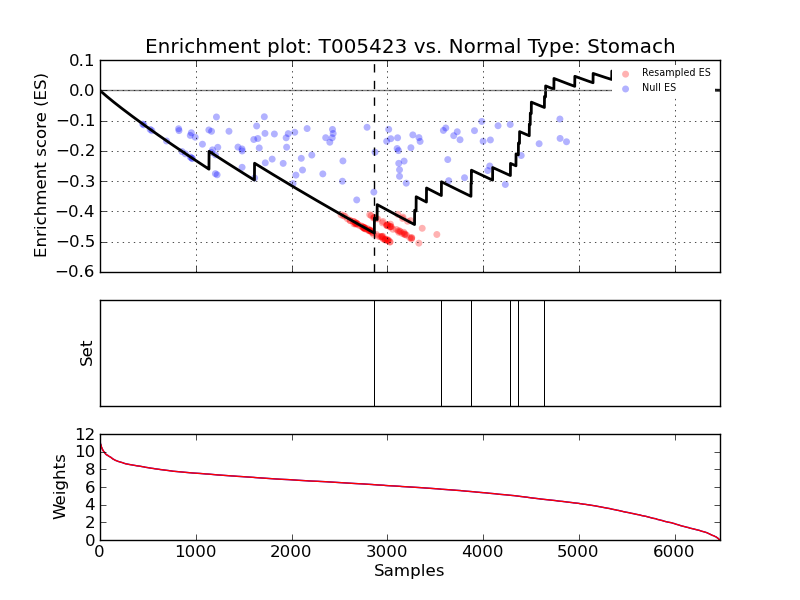 Enrichment plot: T005423 vs. Normal Type: Stomach
Enrichment score (ES)
0.1
0.0
−0.1
−0.2
−0.3
−0.4
−0.5
−0.6
Resampled ES
Null ES
Set
Weights
12
10
8
6
4
2
0
0 1000 2000 3000 4000 5000 6000
Samples